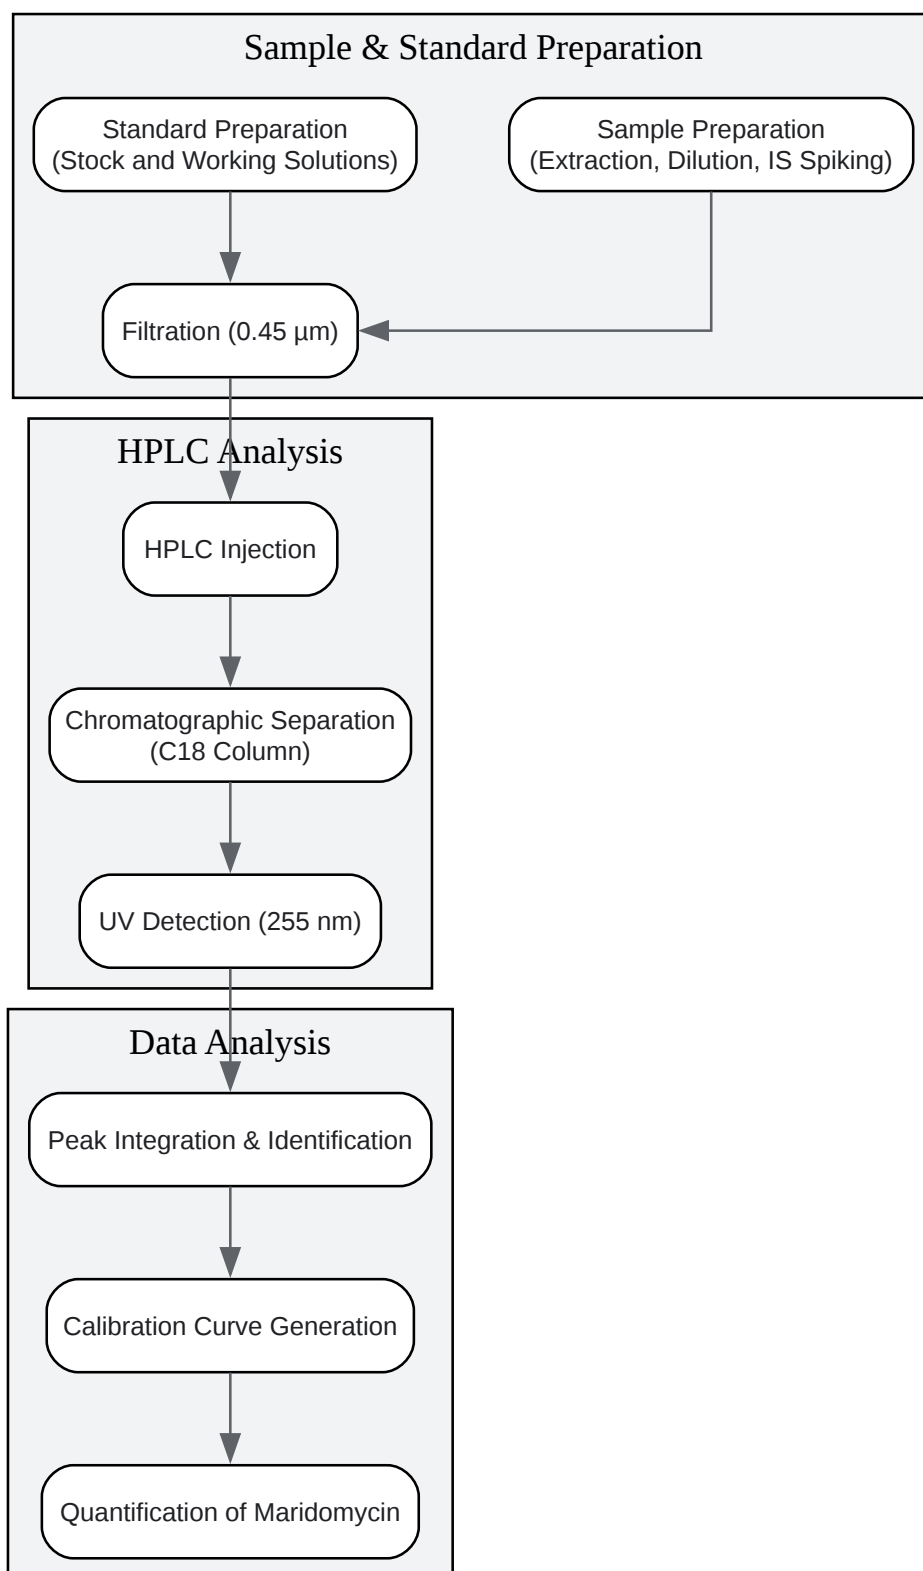 Sample & Standard Preparation
Standard Preparation
(Stock and Working Solutions)
Sample Preparation
(Extraction, Dilution, IS Spiking)
Filtration (0.45 µm)
HPLC Analysis
HPLC Injection
Chromatographic Separation
(C18 Column)
UV Detection (255 nm)
Data Analysis
Peak Integration & Identification
Calibration Curve Generation
Quantification of Maridomycin